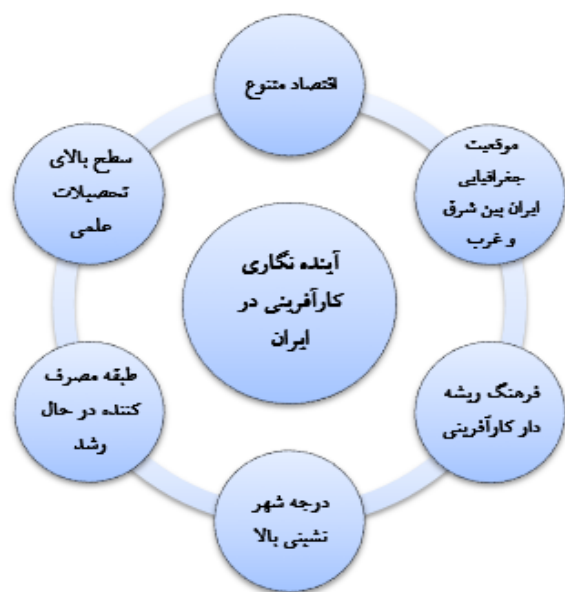 اقتصاد متنوع
موقعیت
جغرافیایی
ایران بین شرق
و غرب
فرهنگ ریشه
دار کارآفرینی
درجه شهر
نشینی بالا
طبقه مصرف
کننده در حال
رشد
سطح بالای
تحصیلات
علمی
آینده نگاری
کارآفرینی در
ایران